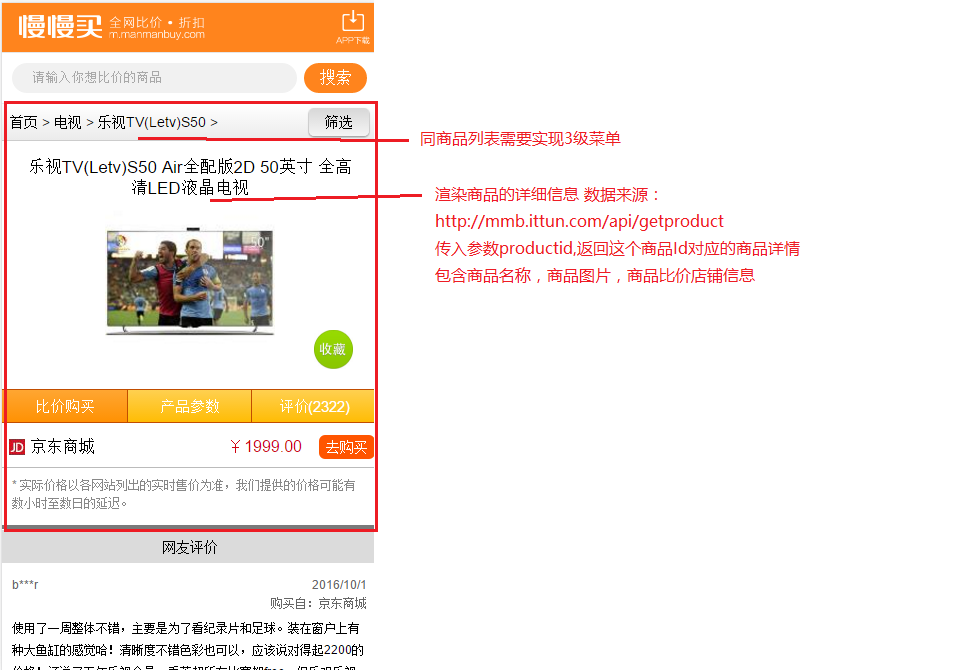 慢慢买 全网比价·折扣
m.manmanbuy.com
APP下载
请输入你想比价的商品
搜索
首页 > 电视 > 乐视TV(Letv)S50 >
筛选
同商品列表需要实现3级菜单
乐视TV(Letv)S50 Air全配版2D 50英寸 全高
清LED液晶电视
渲染商品的详细信息 数据来源：
http://mmb.ittun.com/api/getproduct
传入参数productid,返回这个商品Id对应的商品详情
包含商品名称，商品图片，商品比价店铺信息
50"
收藏
比价购买 产品参数 评价(2322)
JD 京东商城 ￥1999.00 去购买
* 实际价格以各网站列出的实时售价为准，我们提供的价格可能有
数小时至数日的延迟。
网友评价
b***r 2016/10/1
购买自：京东商城
使用了一周整体不错，主要是为了看纪录片和足球。装在窗户上有
种大鱼缸的感觉哈！清晰度不错色彩也可以，应该说对得起2200的